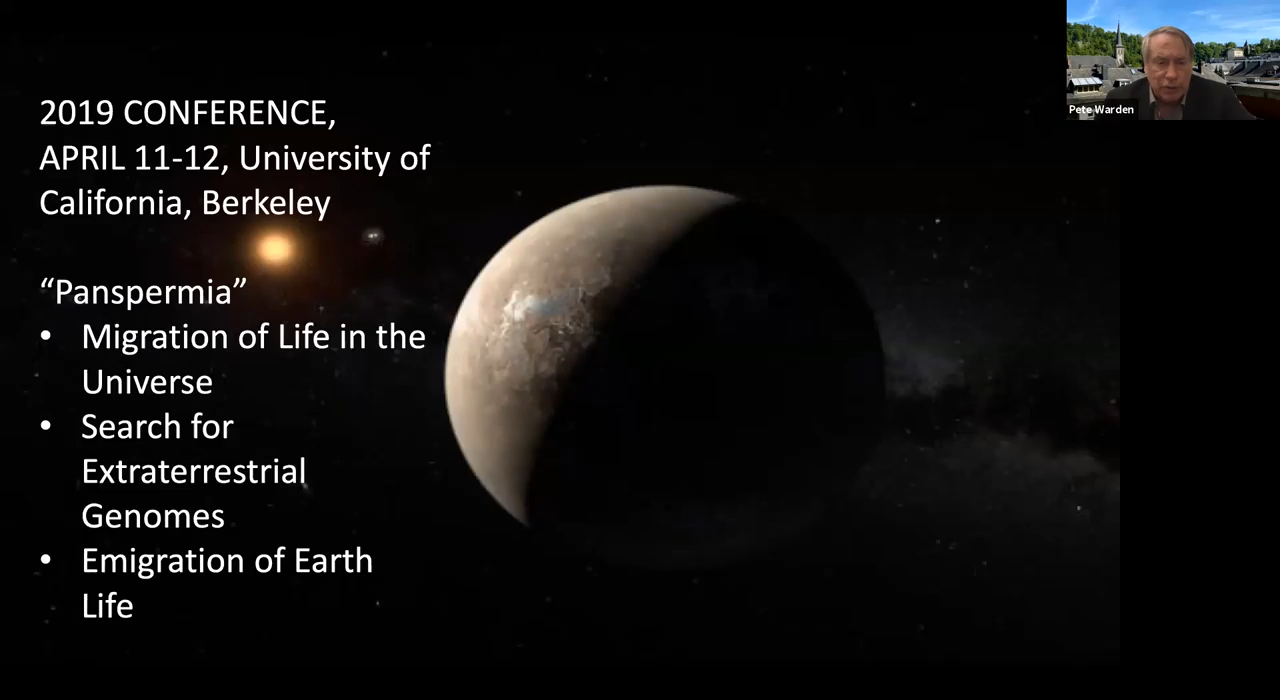 2019 CONFERENCE,
APRIL 11-12, University of
California, Berkeley
“Panspermia”
• Migration of Life in the
Universe
• Search for
Extraterrestrial
Genomes
• Emigration of Earth
Life
Pete Warden